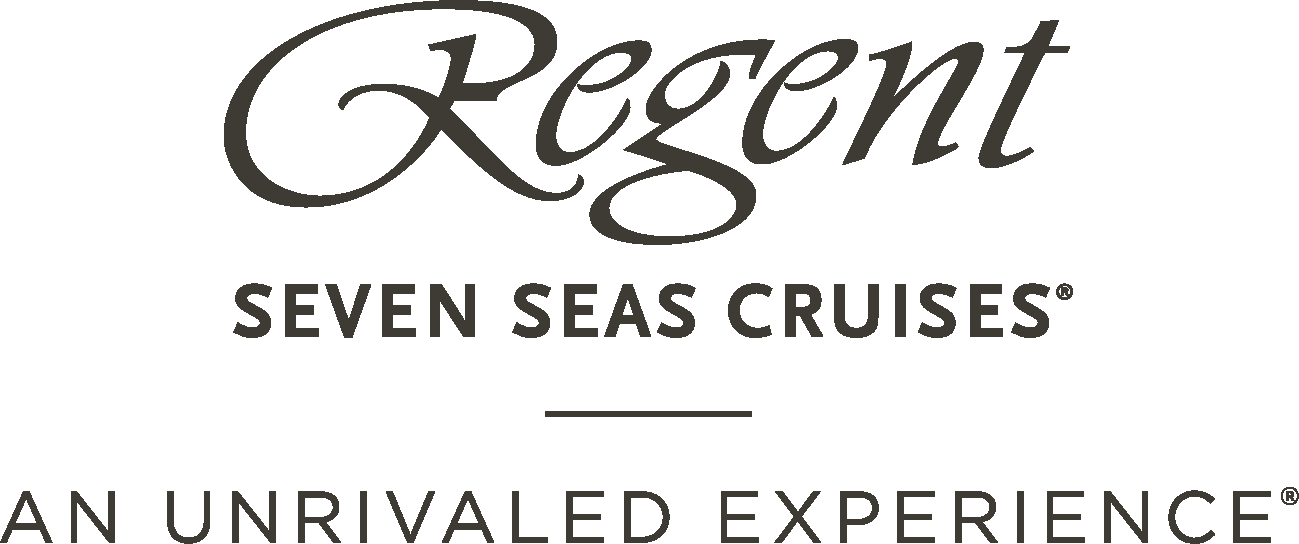 Regent
SEVEN SEAS CRUISES®
AN UNRIVALED EXPERIENCE®